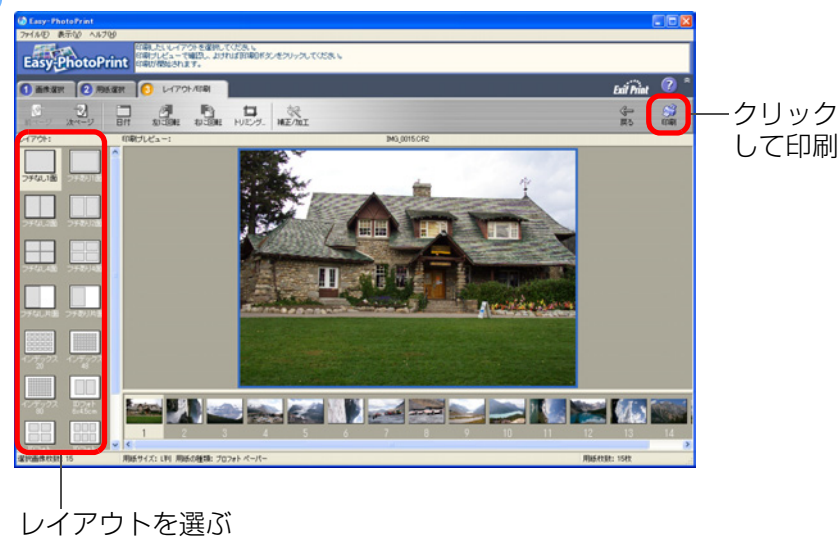 Easy-PhotoPrint
ファイル(F) 表示(V) ヘルプ(H)
Easy-PhotoPrint
印刷したいレイアウトを選択してください。
印刷プレビューで確認し、よければ[印刷]ボタンをクリックしてください。
印刷が開始されます。
1 画像選択 2 用紙選択 3 レイアウト/印刷
Exif Print ?
次ページ 日付 左に回転 右に回転 トリミング.. 補正/加工 戻る 印刷
クリック
して印刷
レイアウト: 印刷プレビュー: IMG_0015.CR2
フチなし1面 フチあり1面
フチなし2面 フチあり2面
フチなし4面 フチあり4面
フチなし片面 フチあり片面
インデックス 20 インデックス
インデックス 80 IDフォト 6x4.5cm
1 2 3 4 5 6 7 8 9 10 11 12 13 14
選択画像枚数: 15 用紙サイズ: L判 用紙の種類: プロフォト ペーパー 用紙枚数: 15枚
レイアウトを選ぶ